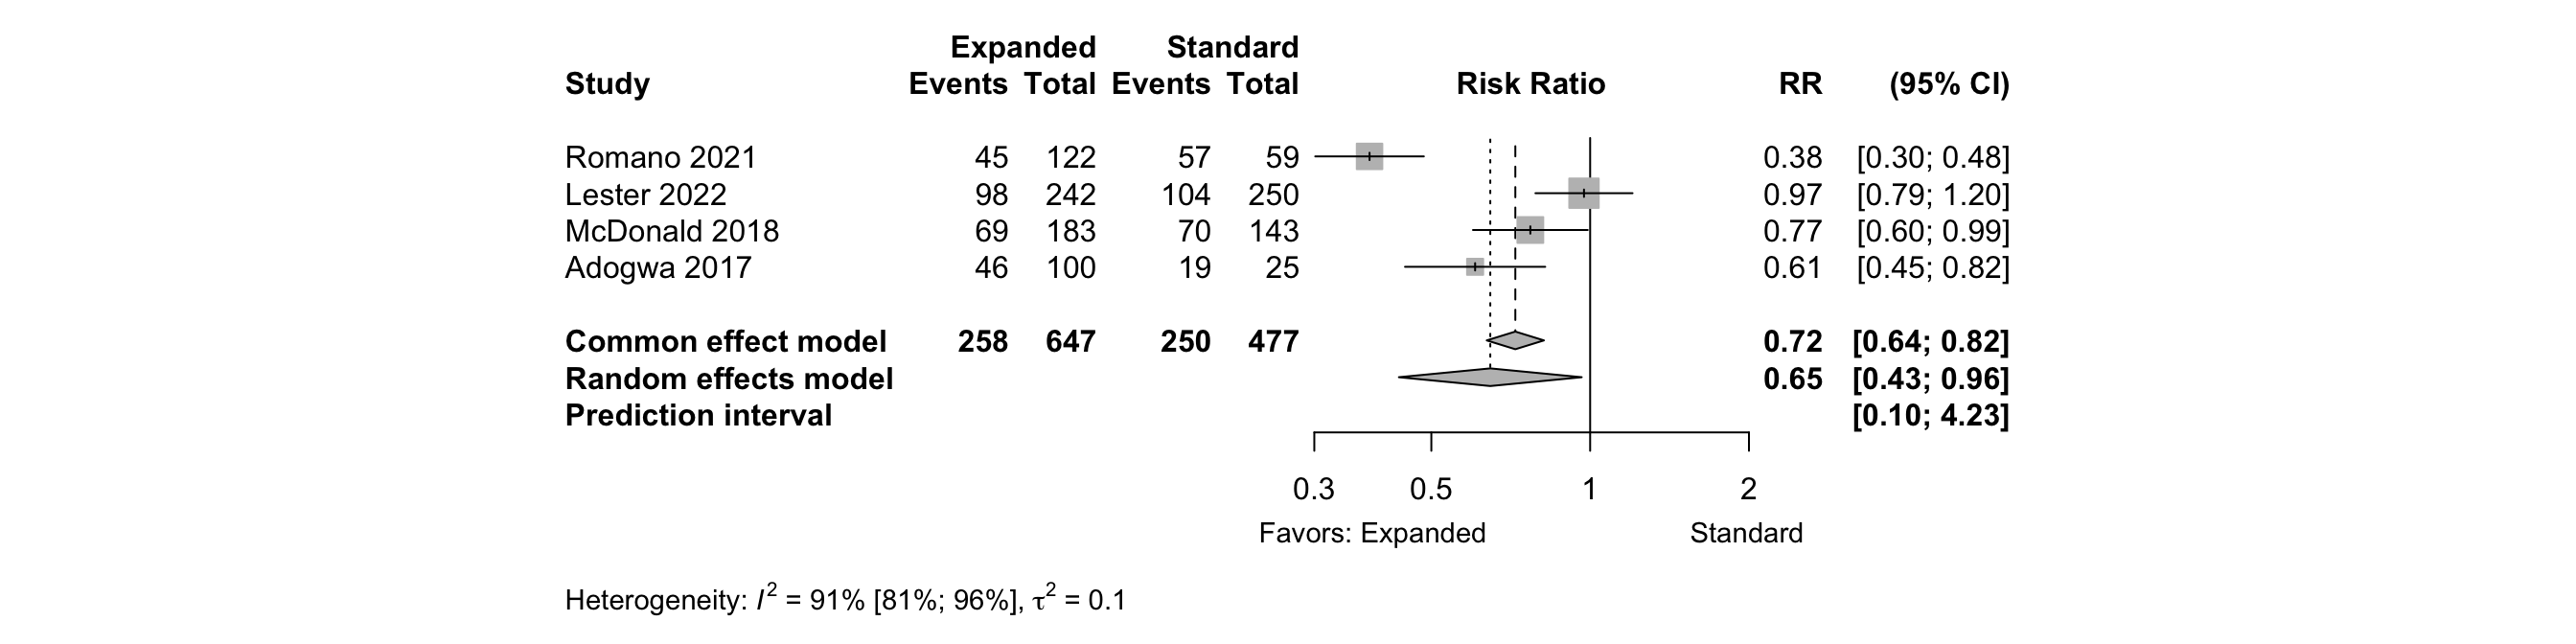 Expanded Standard
Study Events Total Events Total Risk Ratio RR (95% CI)
Romano 2021 45 122 57 59 0.38 [0.30; 0.48]
Lester 2022 98 242 104 250 0.97 [0.79; 1.20]
McDonald 2018 69 183 70 143 0.77 [0.60; 0.99]
Adogwa 2017 46 100 19 25 0.61 [0.45; 0.82]
Common effect model 258 647 250 477 0.72 [0.64; 0.82]
Random effects model 0.65 [0.43; 0.96]
Prediction interval [0.10; 4.23]
0.3 0.5 1 2
Favors: Expanded Standard
Heterogeneity: I² = 91% [81%; 96%], τ² = 0.1